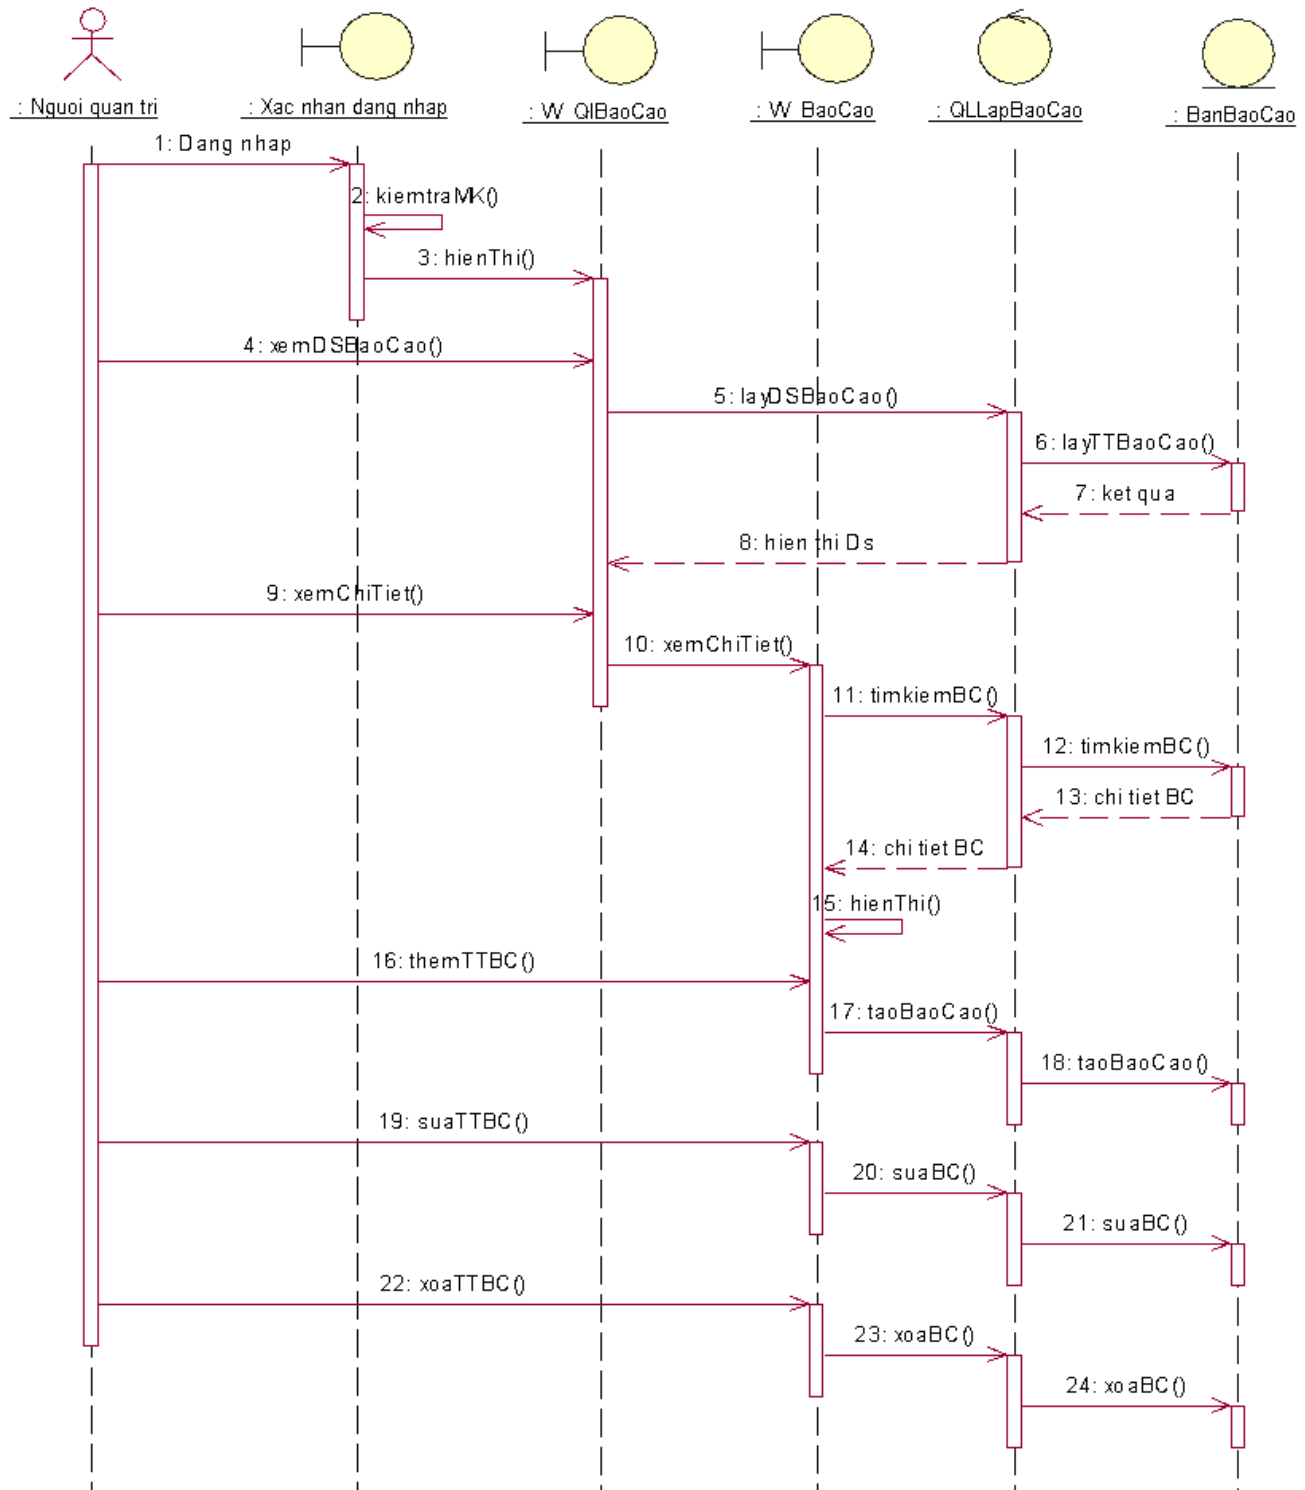 : Nguoi quan tri
: Xac nhan dang nhap
: W_QlBaoCao
: W_BaoCao
: QLLapBaoCao
: BanBaoCao
1: Dang nhap
2: kiemtraMK()
3: hienThi()
4: xemDSBaoCao()
5: layDSBaoCao()
6: layTTBaoCao()
7: ket qua
8: hien thi Ds
9: xemChiTiet()
10: xemChiTiet()
11: timkiemBC()
12: timkiemBC()
13: chi tiet BC
14: chi tiet BC
15: hienThi()
16: themTTBC()
17: taoBaoCao()
18: taoBaoCao()
19: suaTTBC()
20: suaBC()
21: suaBC()
22: xoaTTBC()
23: xoaBC()
24: xoaBC()